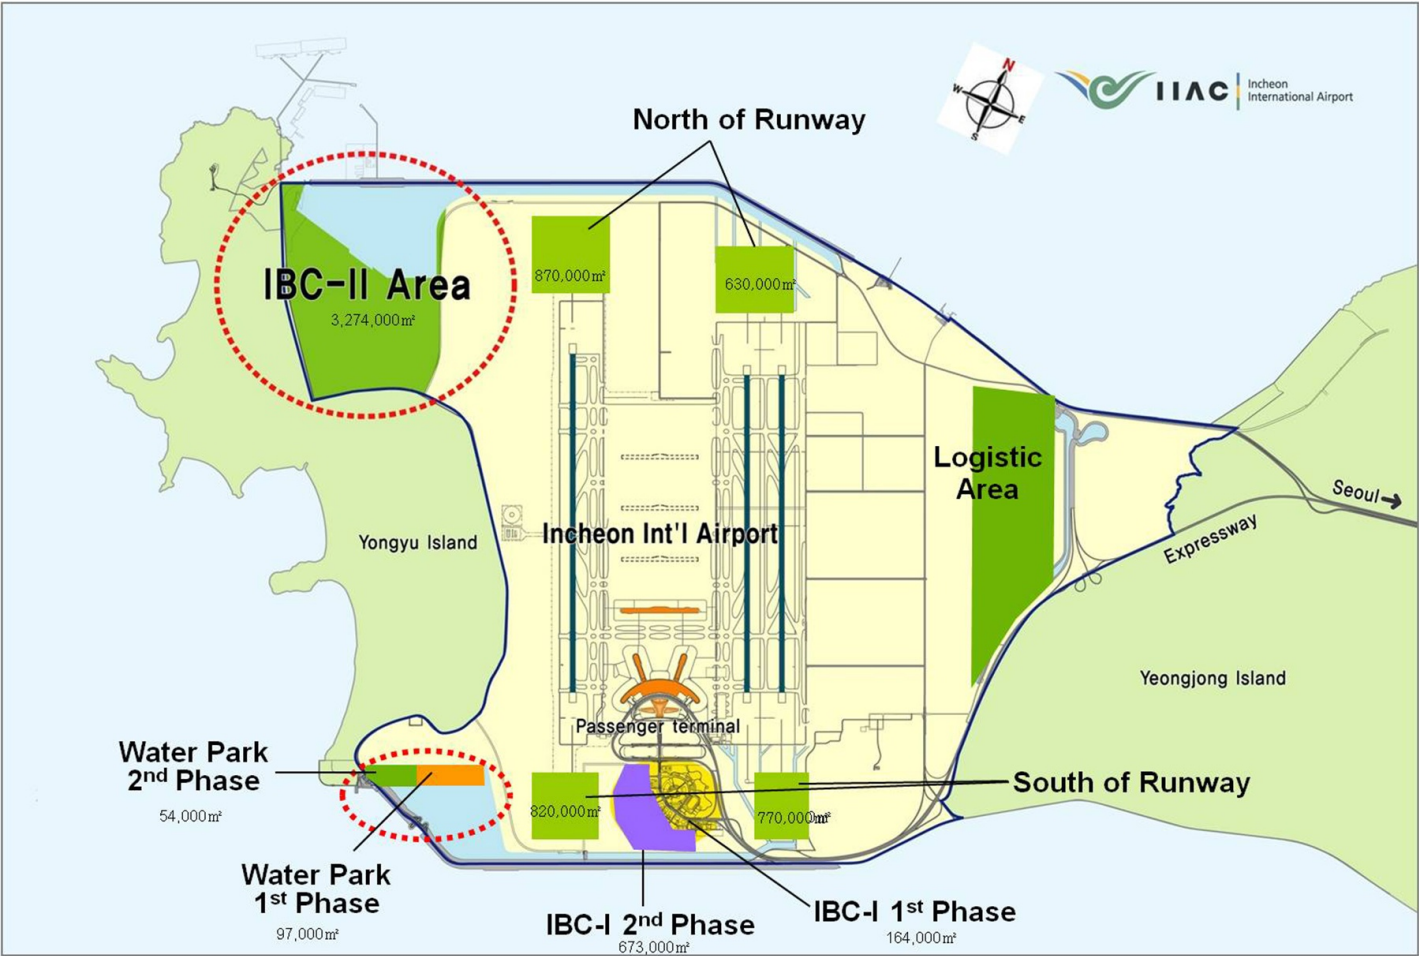 N
W
E
S
IIAC
Incheon
International Airport
North of Runway
870,000㎡
630,000㎡
IBC-II Area
3,274,000㎡
Logistic
Area
Seoul
Expressway
Incheon Int'l Airport
Yongyu Island
Yeongjong Island
Passenger terminal
Water Park
2nd Phase
54,000㎡
820,000㎡
770,000㎡
South of Runway
Water Park
1st Phase
97,000㎡
IBC-I 2nd Phase
673,000㎡
IBC-I 1st Phase
164,000㎡